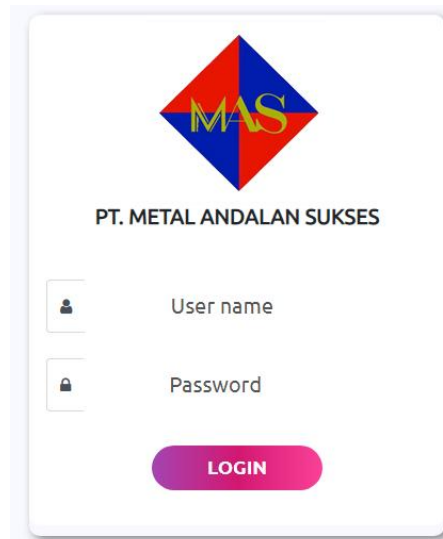 MAS
PT. METAL ANDALAN SUKSES
User name
Password
LOGIN